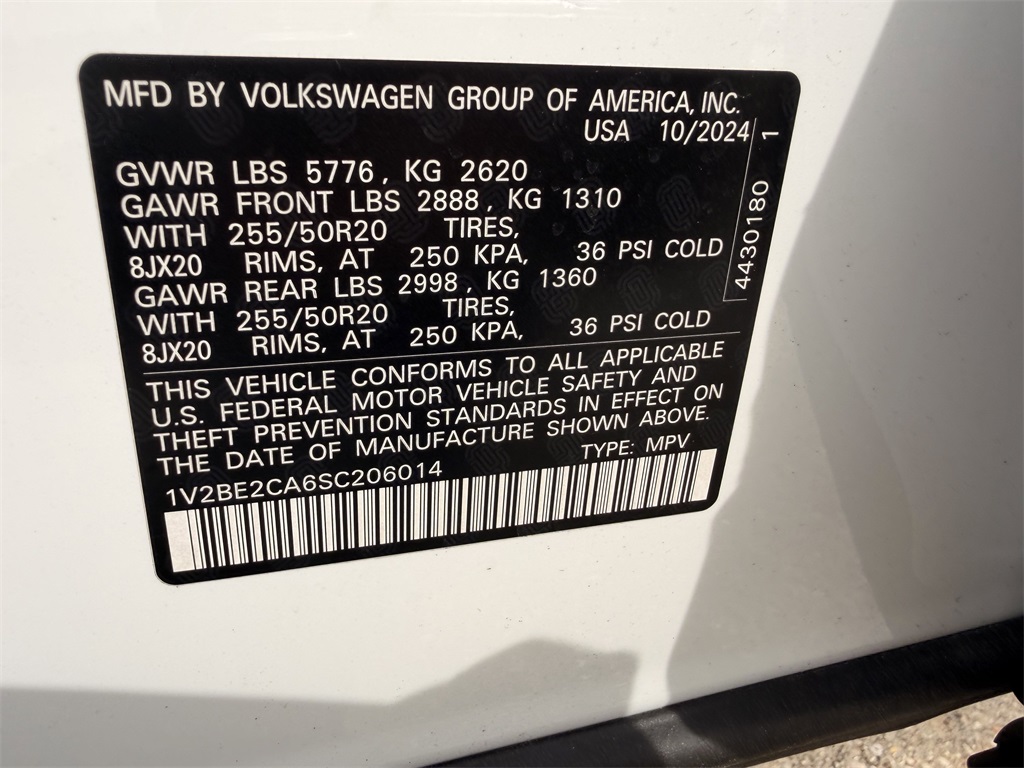 MFD BY VOLKSWAGEN GROUP OF AMERICA, INC.
USA 10/2024
GVWR LBS 5776, KG 2620
GAWR FRONT LBS 2888, KG 1310
WITH 255/50R20 TIRES,
8JX20 RIMS, AT 250 KPA, 36 PSI COLD
GAWR REAR LBS 2998, KG 1360
WITH 255/50R20 TIRES,
8JX20 RIMS, AT 250 KPA, 36 PSI COLD
THIS VEHICLE CONFORMS TO ALL APPLICABLE
U.S. FEDERAL MOTOR VEHICLE SAFETY AND
THEFT PREVENTION STANDARDS IN EFFECT ON
THE DATE OF MANUFACTURE SHOWN ABOVE.
TYPE: MPV
1V2BE2CA6SC206014
4430180 1